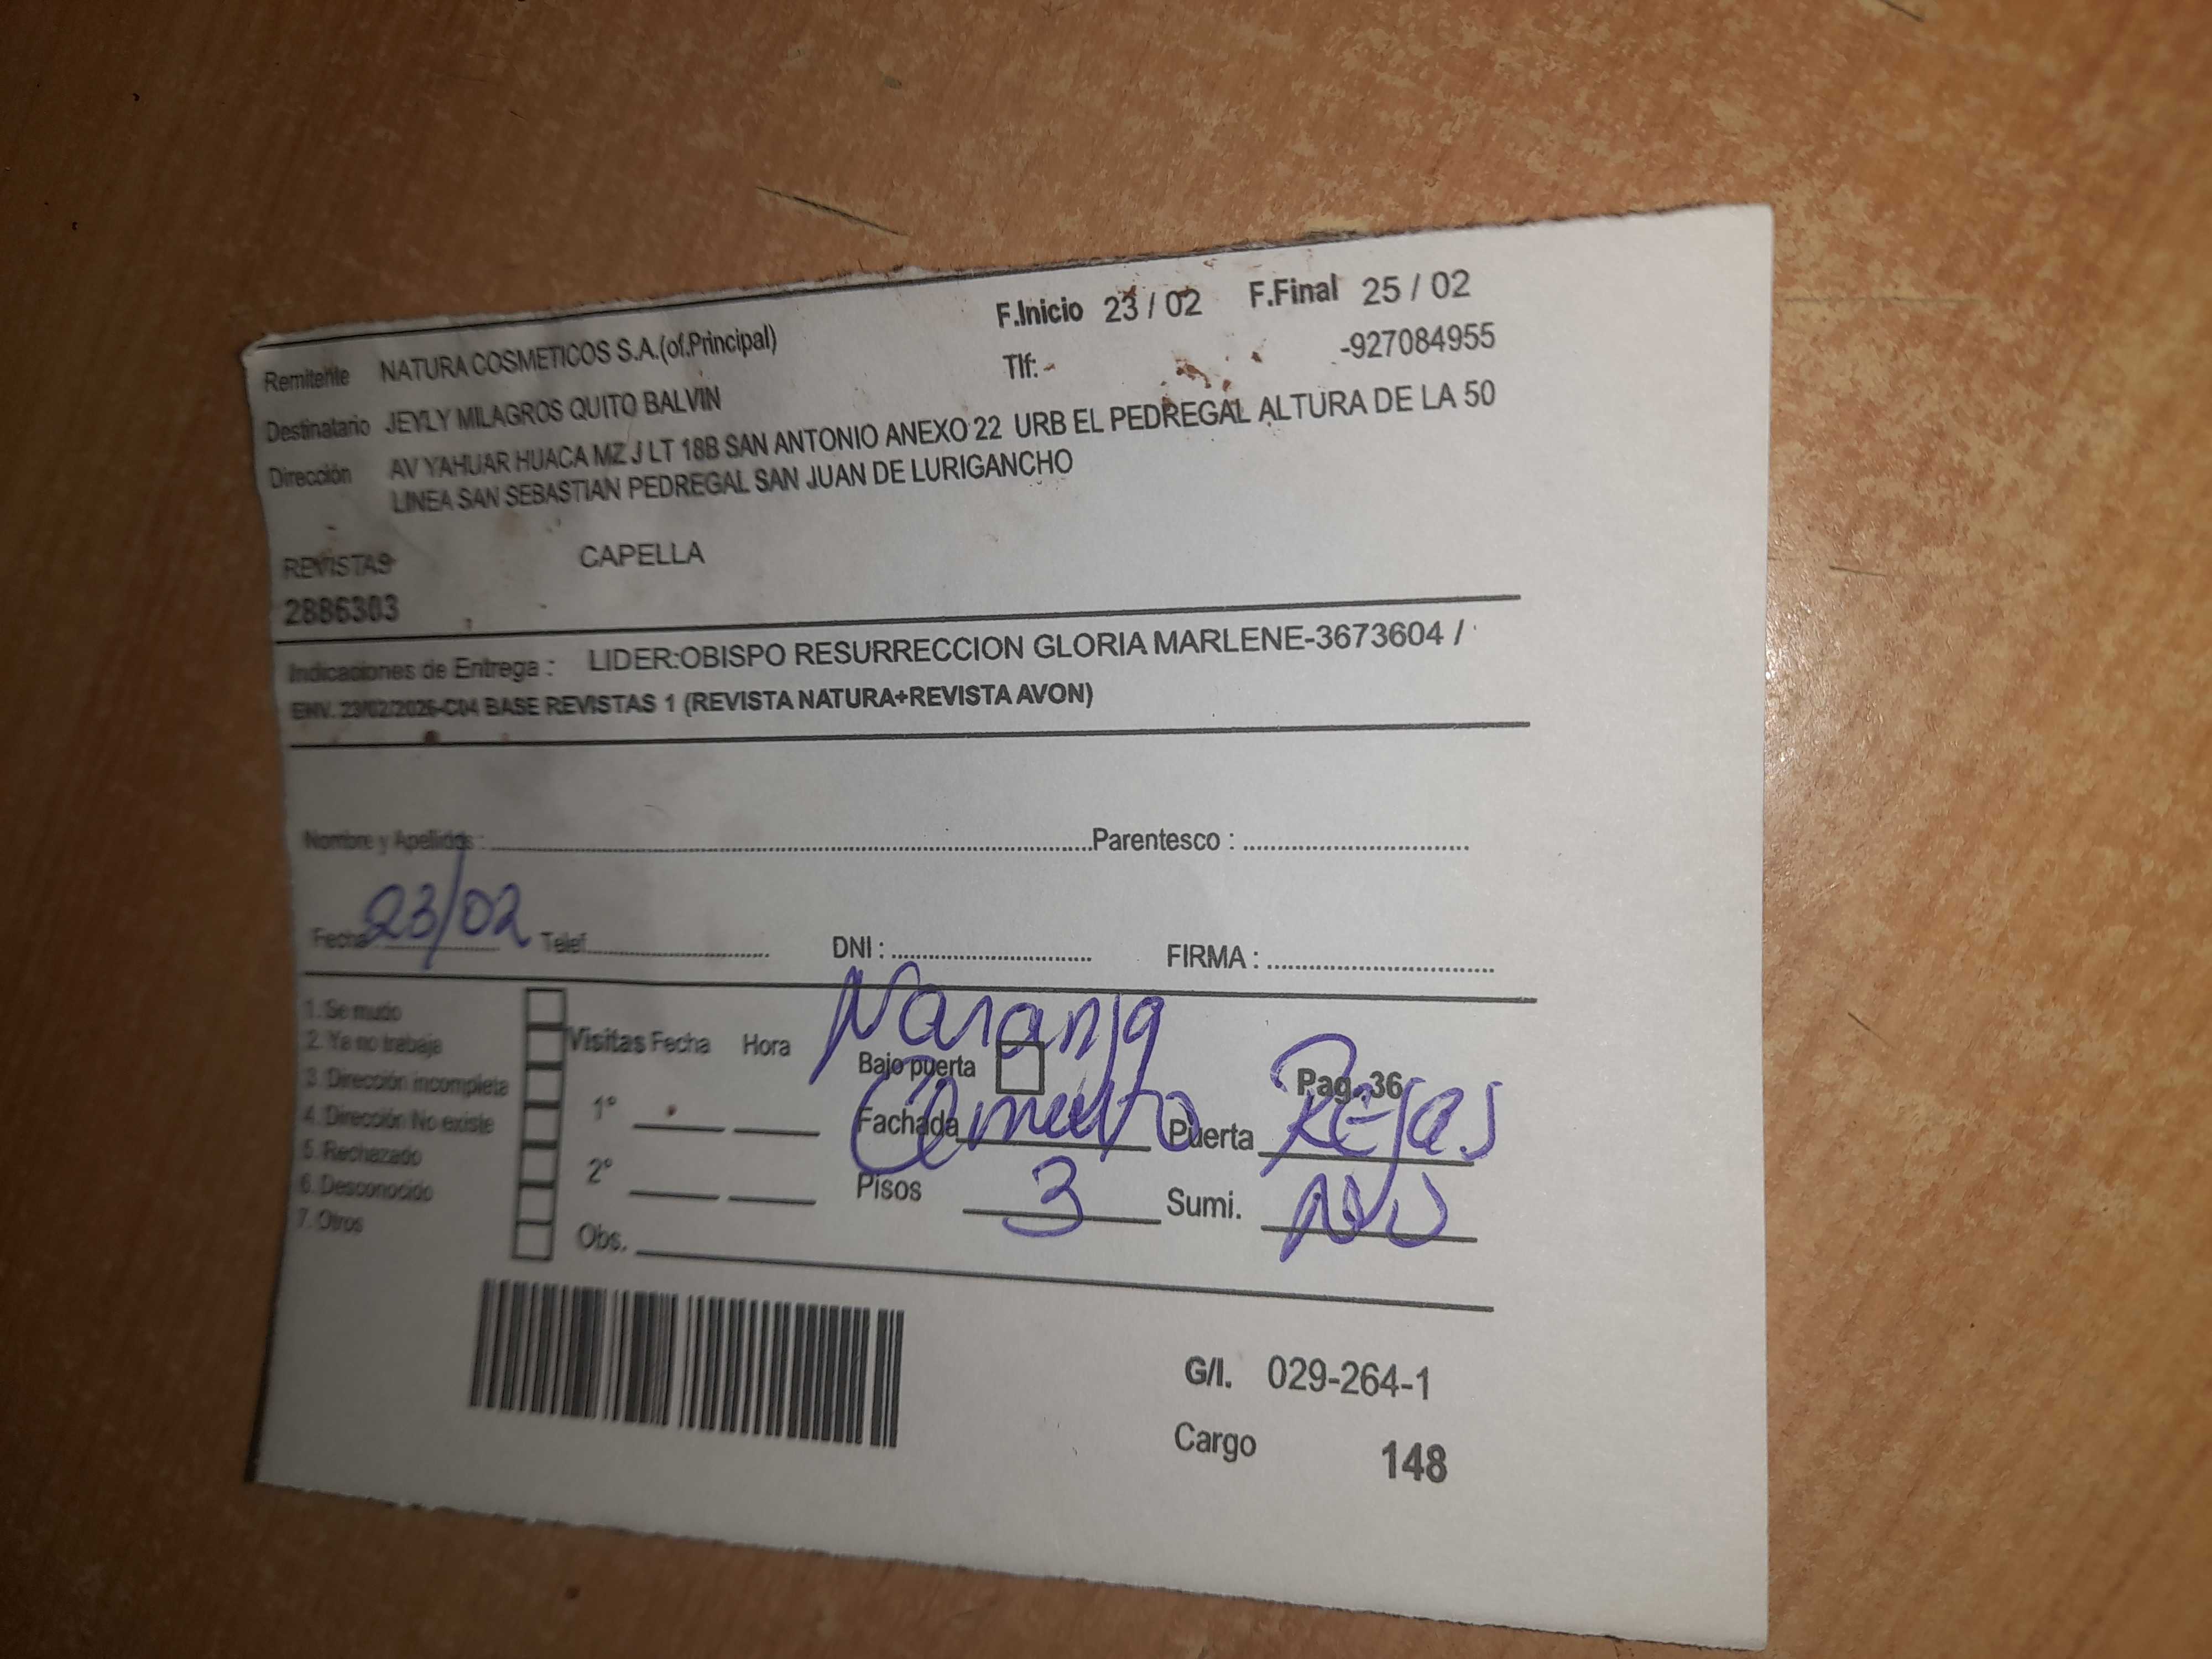 F.Inicio 23 / 02 F.Final 25 / 02
Remitente NATURA COSMETICOS S.A.(of.Principal) Tlf: - -927084955
Destinatario JEYLY MILAGROS QUITO BALVIN
Dirección AV YAHUAR HUACA MZ J LT 18B SAN ANTONIO ANEXO 22 URB EL PEDREGAL ALTURA DE LA 50
LINEA SAN SEBASTIAN PEDREGAL SAN JUAN DE LURIGANCHO
REVISTAS CAPELLA
2886303
Indicaciones de Entrega : LIDER:OBISPO RESURRECCION GLORIA MARLENE-3673604 /
ENV. 23/02/2026-C04 BASE REVISTAS 1 (REVISTA NATURA+REVISTA AVON)
Nombre y Apellidos : Parentesco :
Fecha 23/02 Telef. DNI : FIRMA :
1. Se mudo
2. Ya no trabaja
3. Dirección incompleta
4. Dirección No existe
5. Rechazado
6. Desconocido
7. Otros
Visitas Fecha Hora
1°
2°
Obs.
Naranja
Bajo puerta Pag. 36
Fachada Cemento Puerta Rejas
Pisos 3 Sumi.
G/I. 029-264-1
Cargo 148